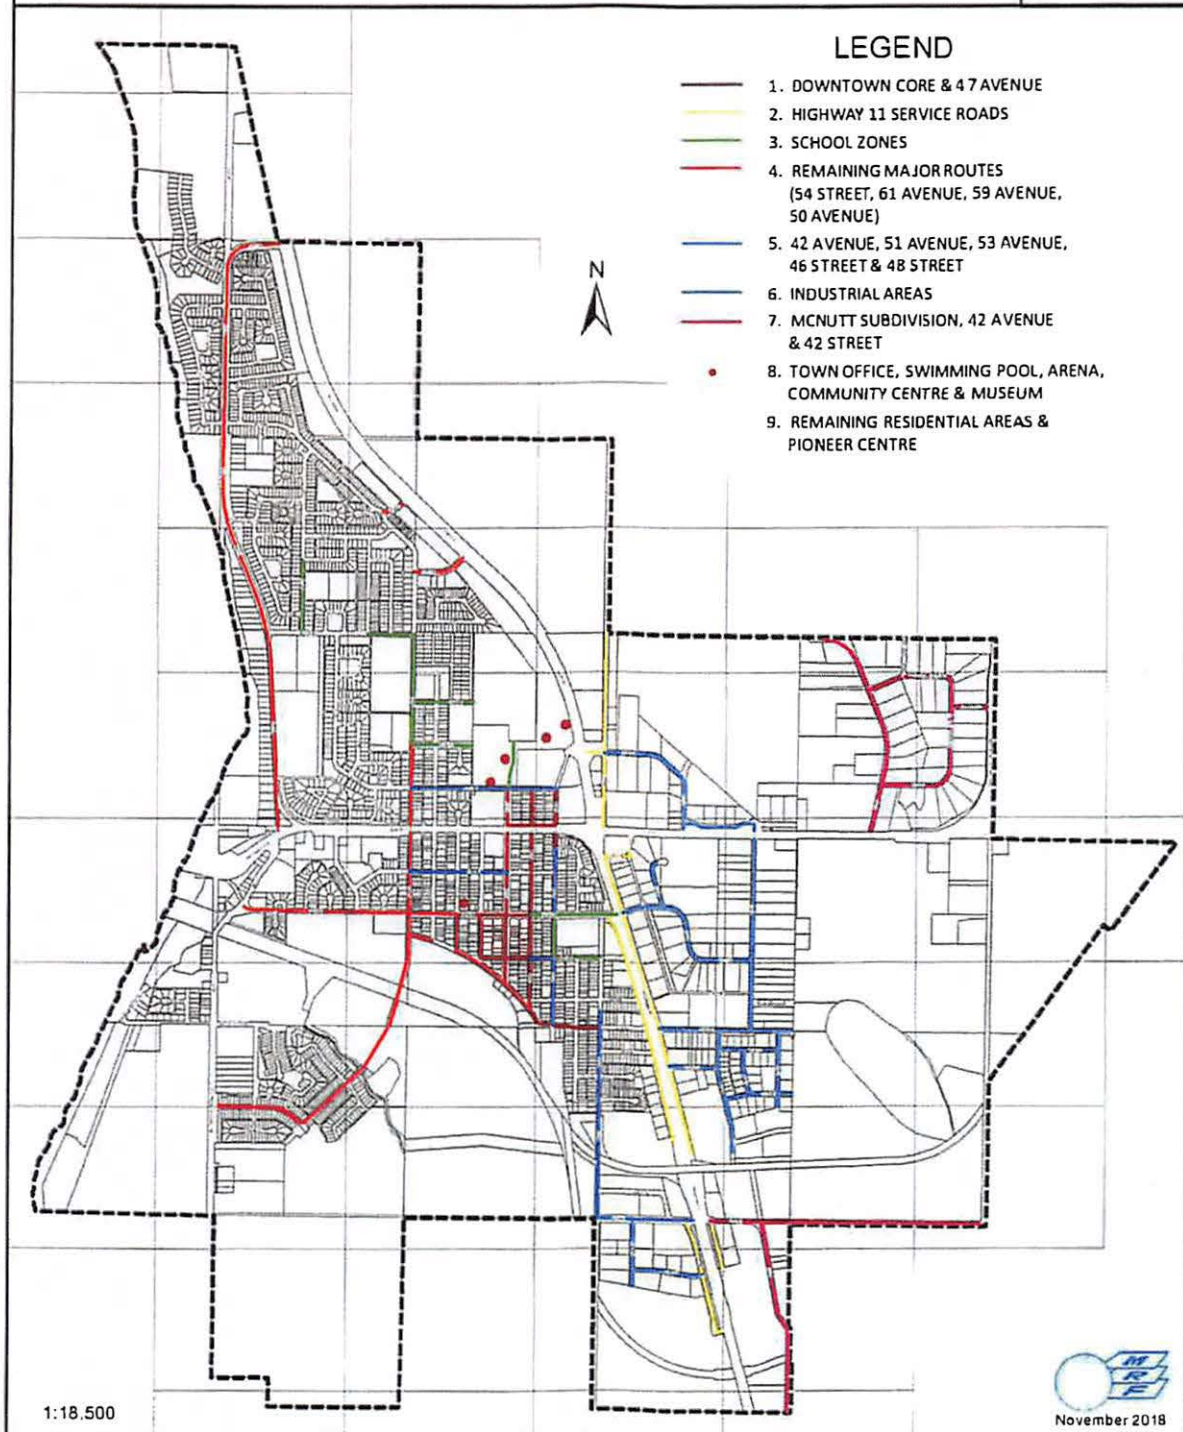 LEGEND
1. DOWNTOWN CORE & 47 AVENUE
2. HIGHWAY 11 SERVICE ROADS
3. SCHOOL ZONES
4. REMAINING MAJOR ROUTES
(54 STREET, 61 AVENUE, 59 AVENUE,
50 AVENUE)
5. 42 AVENUE, 51 AVENUE, 53 AVENUE,
46 STREET & 48 STREET
6. INDUSTRIAL AREAS
7. MCNUTT SUBDIVISION, 42 AVENUE
& 42 STREET
8. TOWN OFFICE, SWIMMING POOL, ARENA,
COMMUNITY CENTRE & MUSEUM
9. REMAINING RESIDENTIAL AREAS &
PIONEER CENTRE
N
1:18.500
M
R
F
November 2018